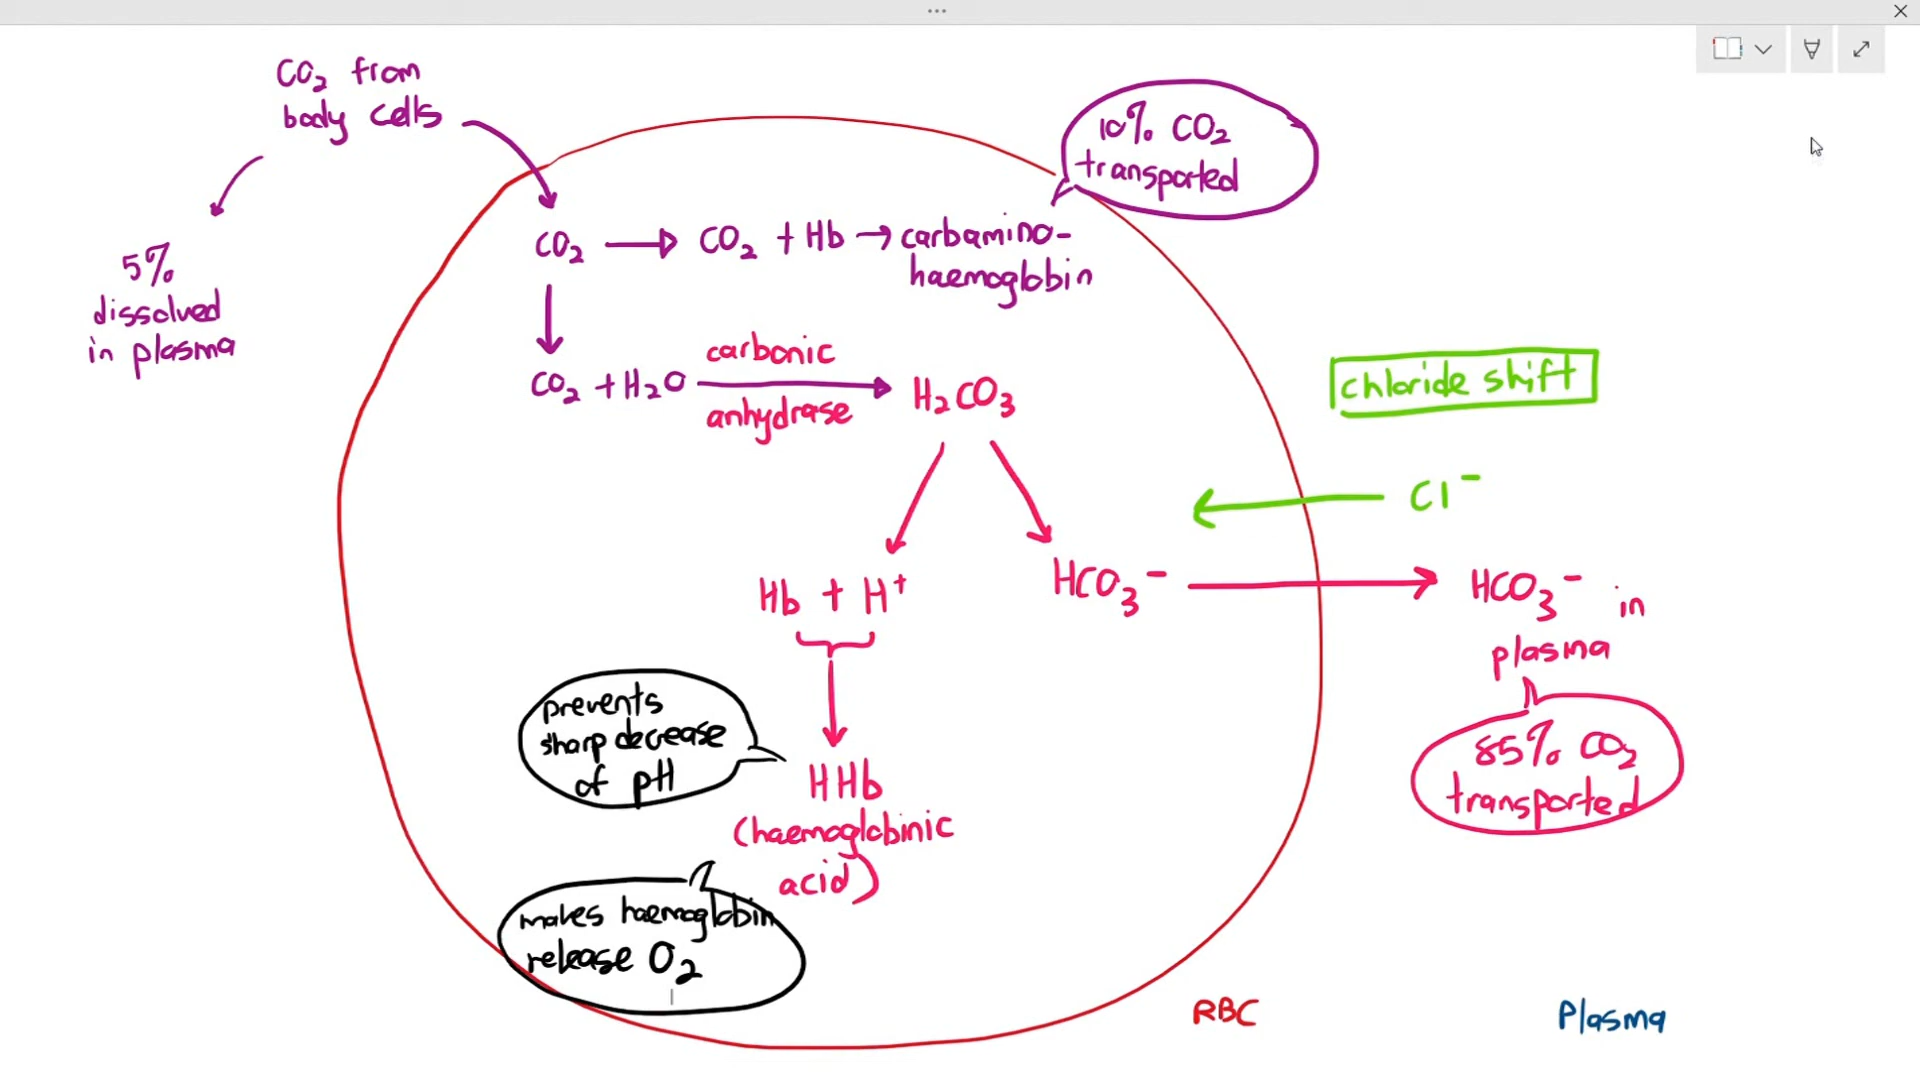 CO₂ from
body cells
5%
dissolved
in plasma
10% CO₂
transported
CO₂ → CO₂ + Hb → carbamino-
haemoglobin
CO₂ + H₂O → H₂CO₃
carbonic
anhydrase
chloride shift
Cl⁻
Hb + H⁺
HCO₃⁻ → HCO₃⁻ in
plasma
85% CO₂
transported
prevents
sharp decrease
of pH
HHb
(haemoglobinic
acid)
makes haemoglobin
release O₂
RBC
Plasma